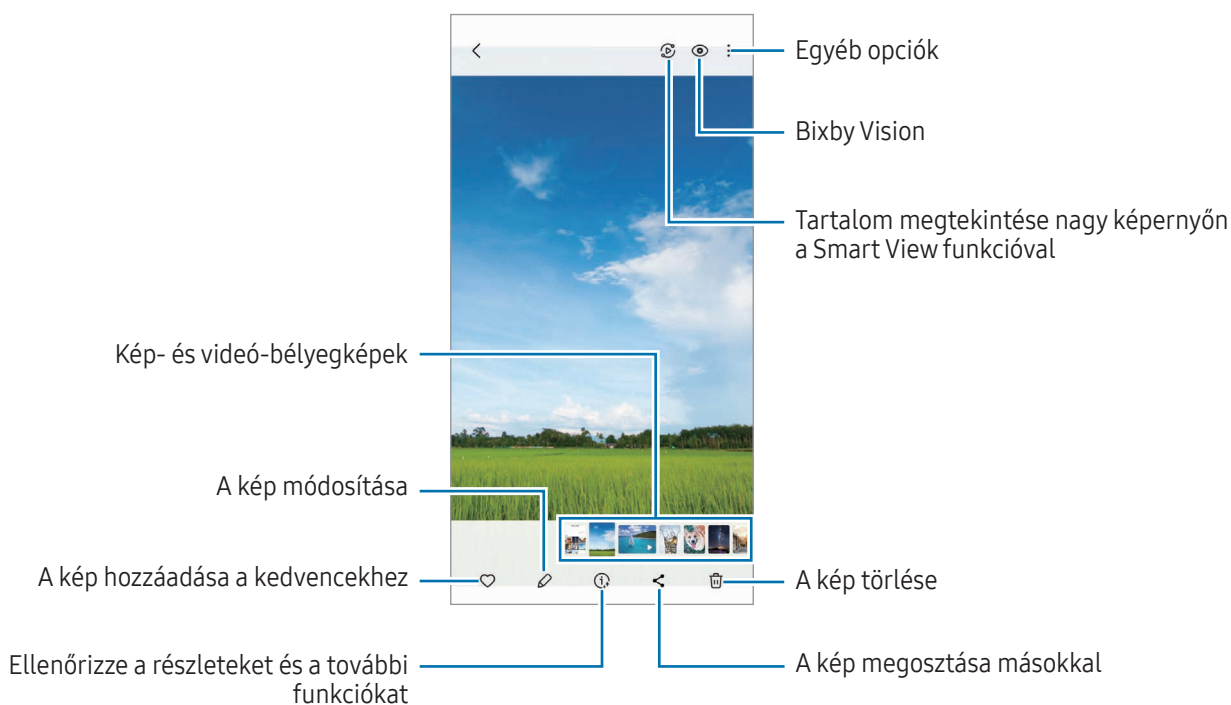 Egyéb opciók
Bixby Vision
Tartalom megtekintése nagy képernyőn
a Smart View funkcióval
Kép- és videó-bélyegképek
A kép módosítása
A kép hozzáadása a kedvencekhez
A kép törlése
Ellenőrizze a részleteket és a további
funkciókat
A kép megosztása másokkal